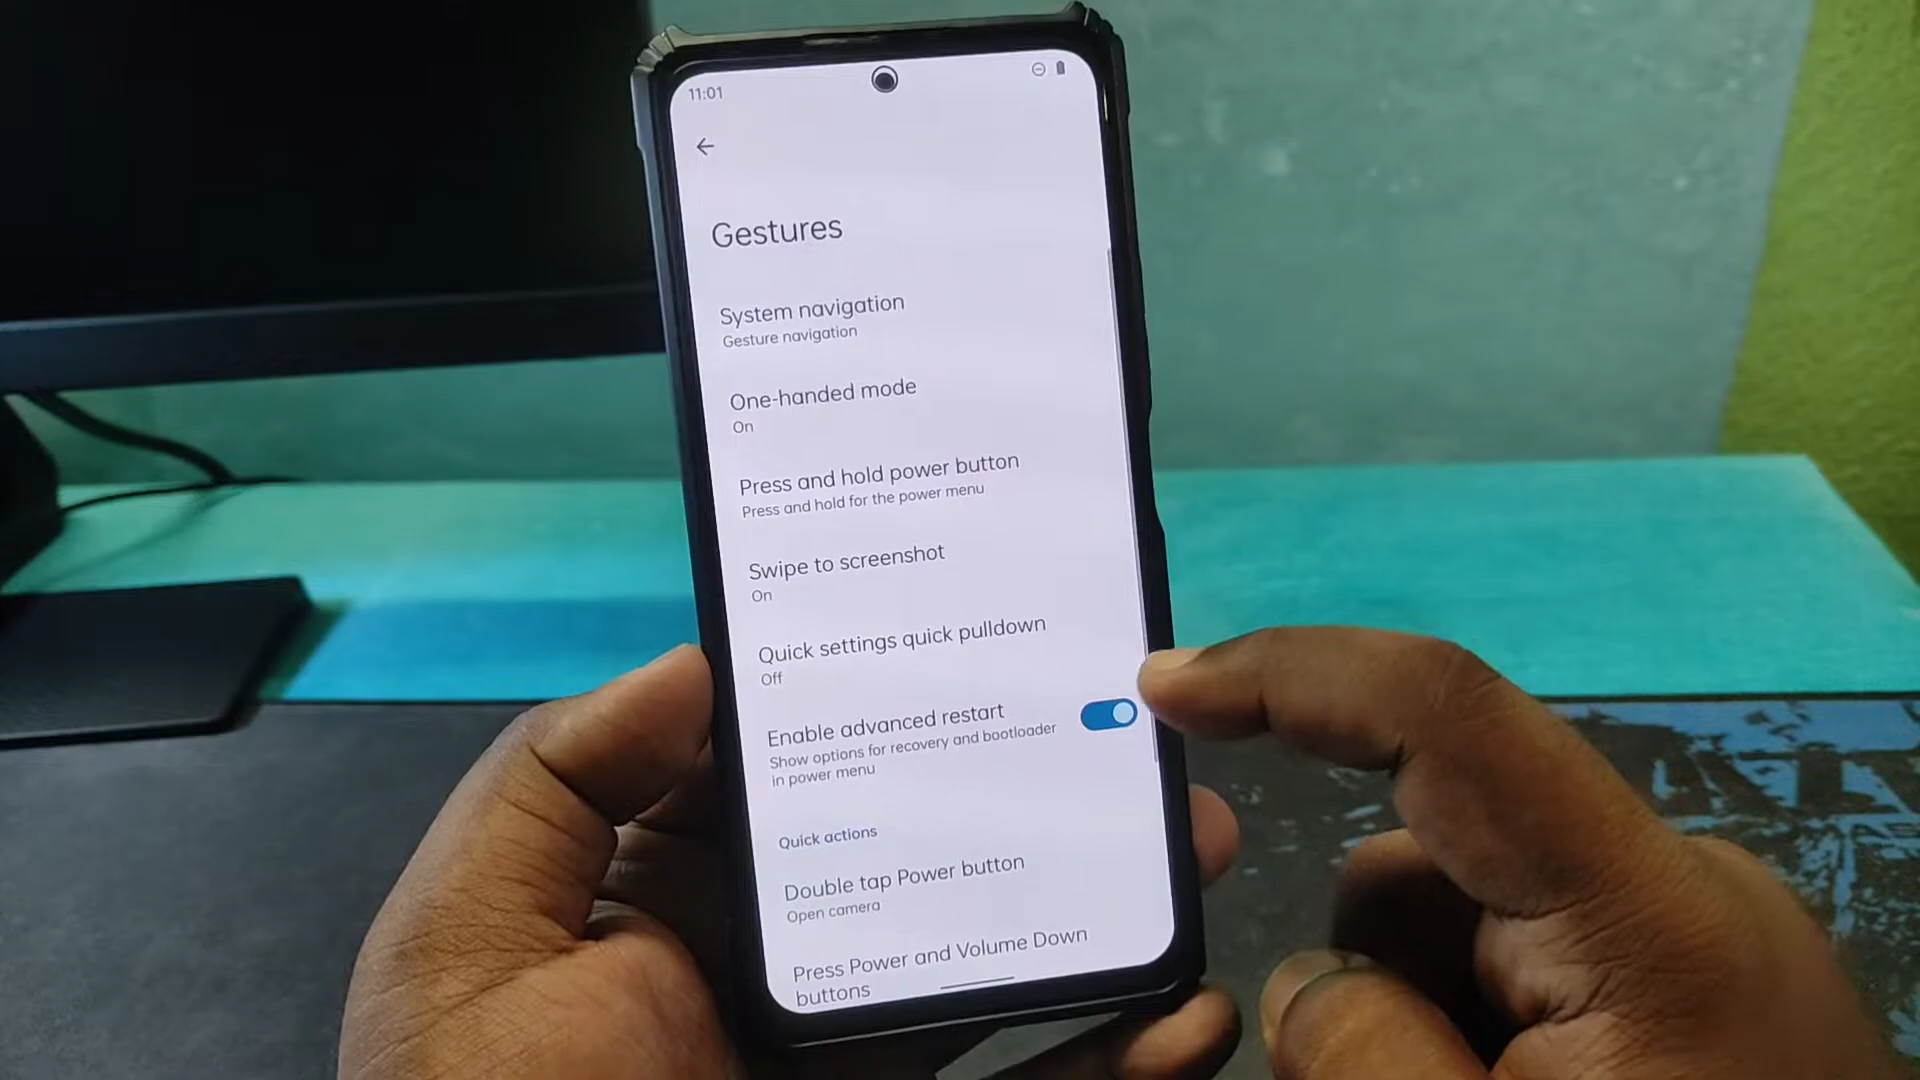 11:01
Gestures
System navigation
Gesture navigation
One-handed mode
On
Press and hold power button
Press and hold for the power menu
Swipe to screenshot
On
Quick settings quick pulldown
Off
Enable advanced restart
Show options for recovery and bootloader
in power menu
Quick actions
Double tap Power button
Open camera
Press Power and Volume Down
buttons